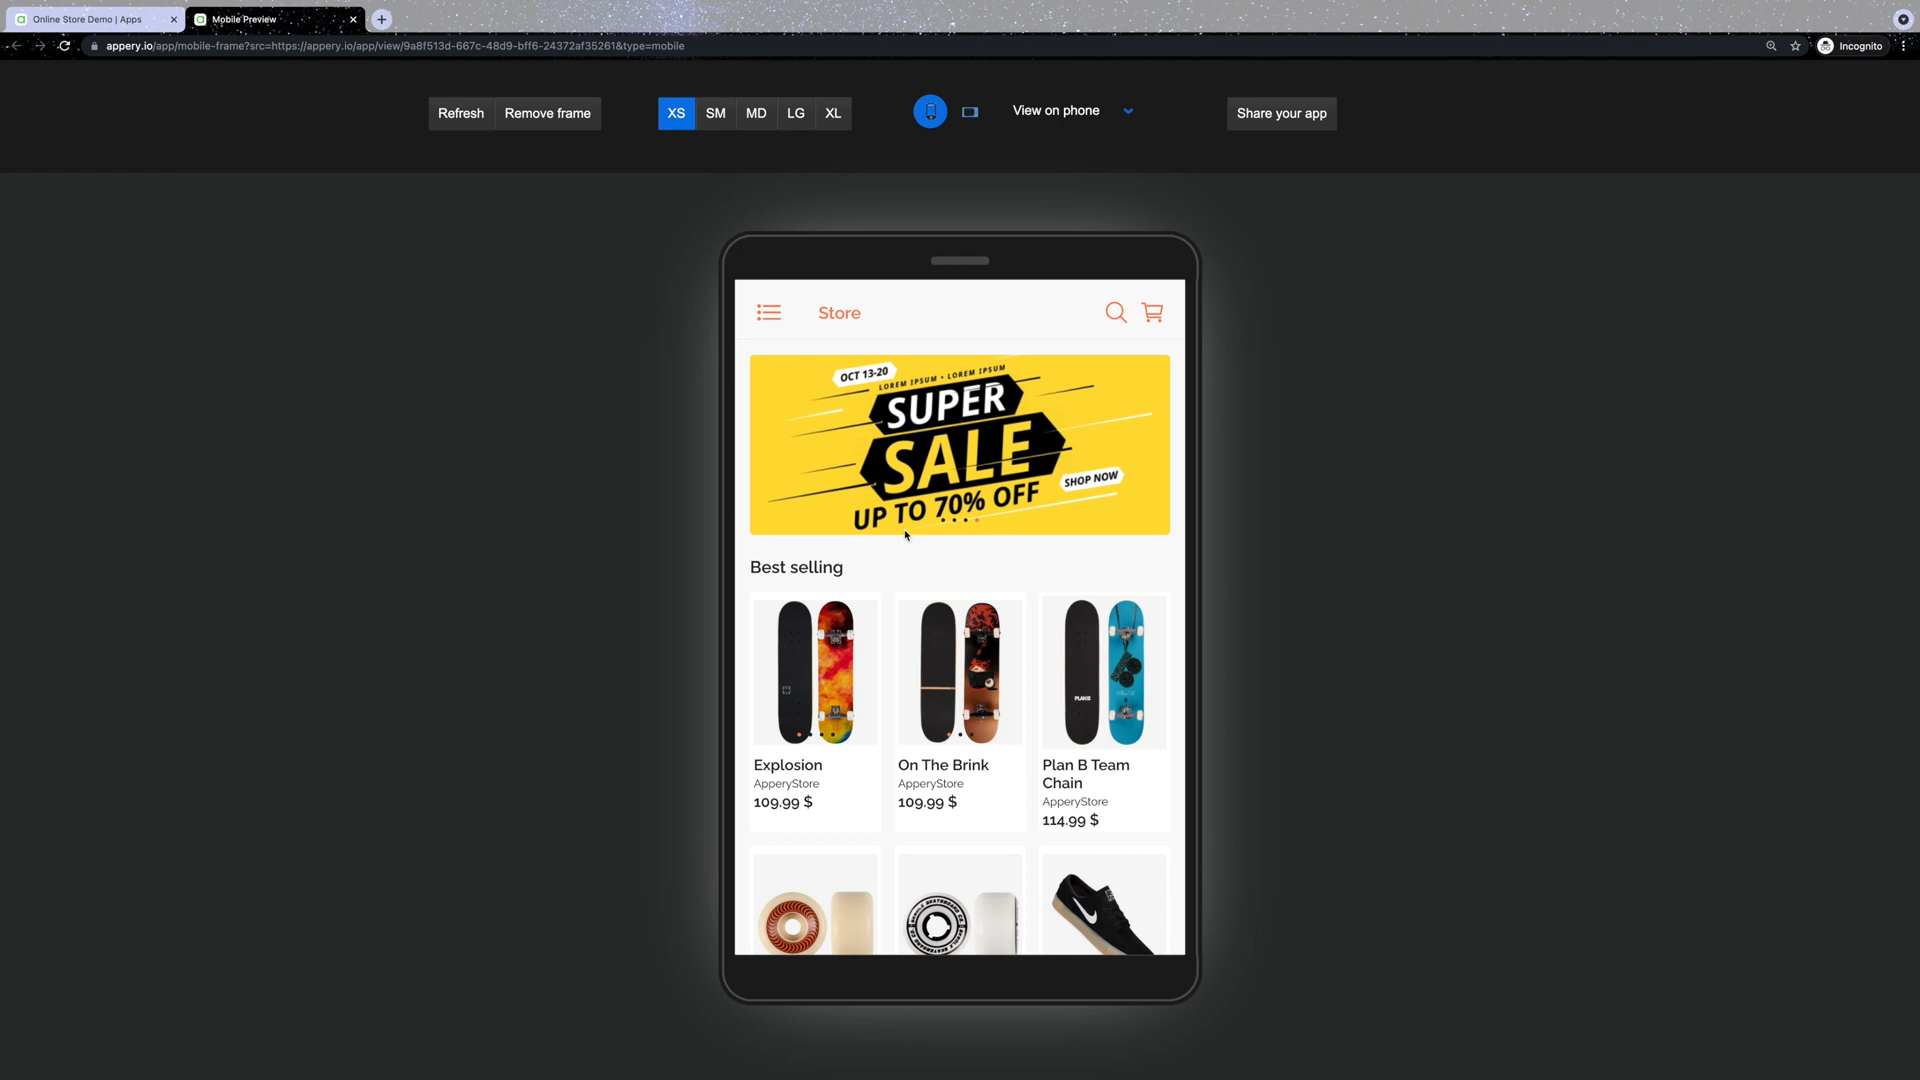 Online Store Demo | Apps
Mobile Preview
appery.io/app/mobile-frame?src=https://appery.io/app/view/9a8f513d-667c-48d9-bff6-24372af35261&type=mobile
Incognito
Refresh
Remove frame
XS
SM
MD
LG
XL
View on phone
Share your app
Store
OCT 13-20
LOREM IPSUM • LOREM IPSUM
SUPER
SALE
UP TO 70% OFF
SHOP NOW
Best selling
PLAN B
Explosion
ApperyStore
109.99 $
On The Brink
ApperyStore
109.99 $
Plan B Team
Chain
ApperyStore
114.99 $